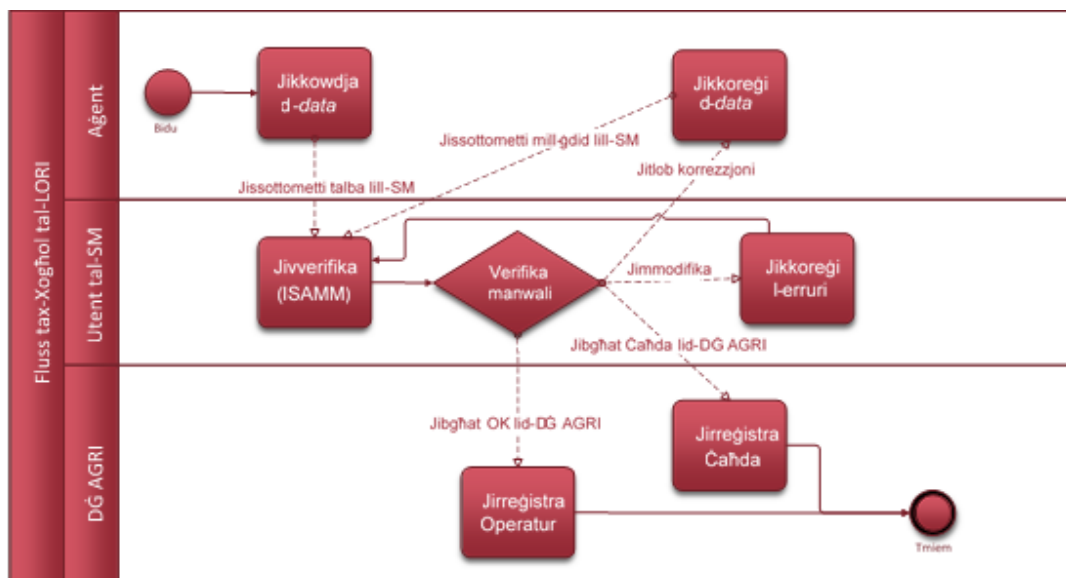 Fluss tax-Xogħol tal-LORI
Aġent
Bidu
Jikkowdja
d-data
Jikkoreġi
d-data
Jissottometti mill-ġdid lill-SM
Jitlob korrezzjoni
Jissottometti talba lill-SM
Utent tal-SM
Jivverifika
(ISAMM)
Verifika
manwali
Jimmodifika
Jikkoreġi
l-erruri
Jibgħat Ċaħda lid-DĠ AGRI
DĠ AGRI
Jibgħat OK lid-DĠ AGRI
Jirreġistra
Ċaħda
Jirreġistra
Operatur
Tmiem